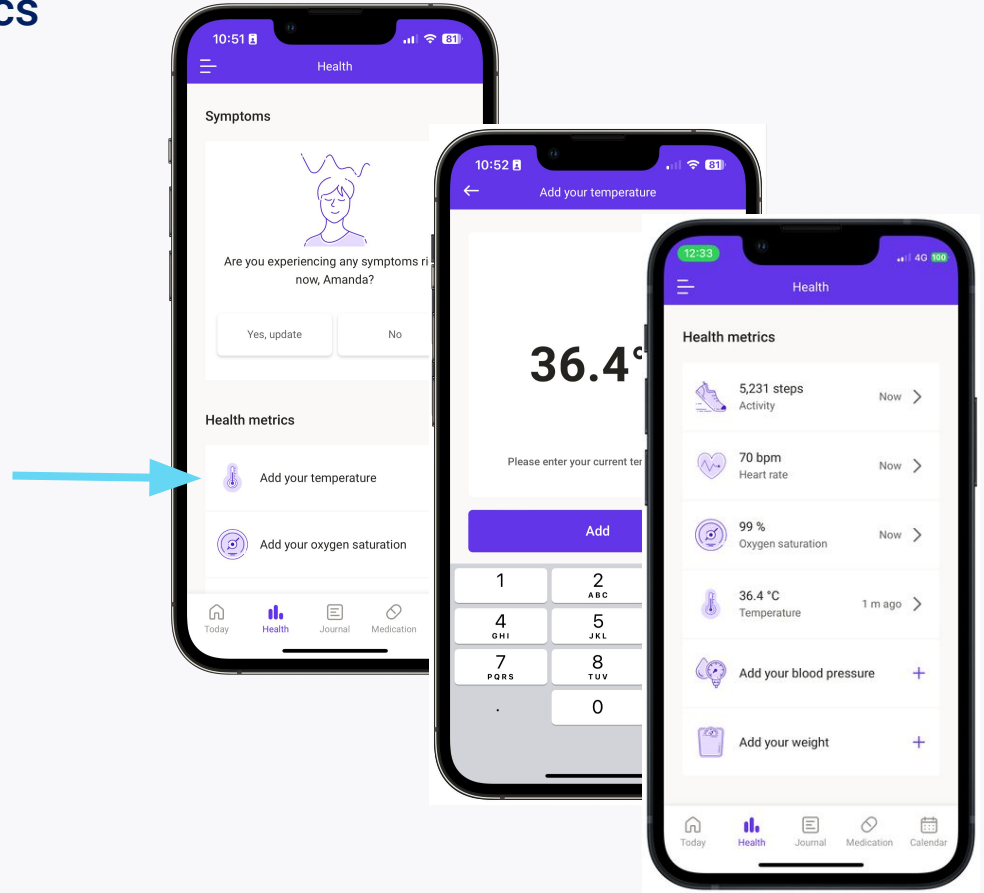 cs
10:51
81
Health
Symptoms
Are you experiencing any symptoms ri
now, Amanda?
Yes, update
No
Health metrics
Add your temperature
Add your oxygen saturation
Today
Health
Journal
Medication
10:52
81
Add your temperature
36.4°
Please enter your current ter
Add
1
2
ABC
4
GHI
5
JKL
7
PQRS
8
TUV
.
0
12:33
4G 100
Health
Health metrics
5,231 steps
Activity
Now
70 bpm
Heart rate
Now
99 %
Oxygen saturation
Now
36.4 °C
Temperature
1 m ago
Add your blood pressure
+
Add your weight
+
Today
Health
Journal
Medication
Calendar